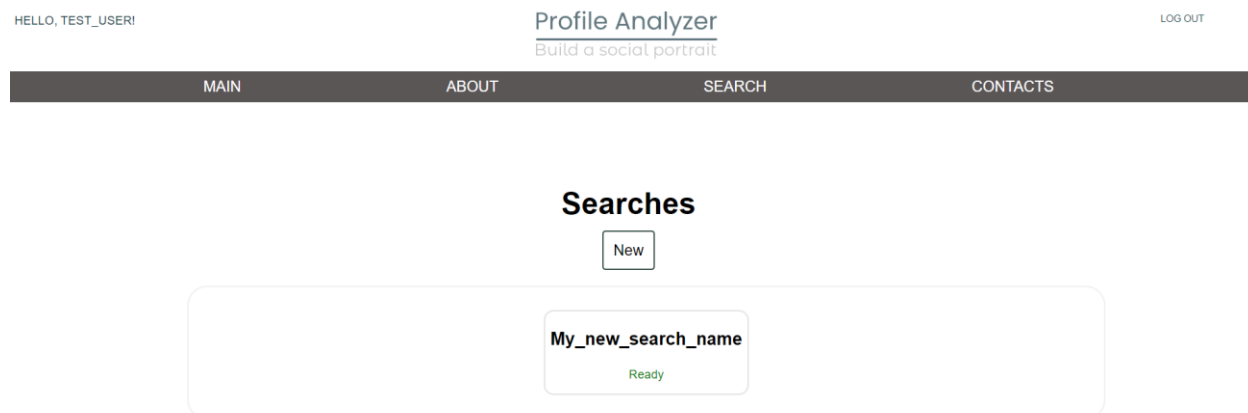 HELLO, TEST_USER!
Profile Analyzer
Build a social portrait
LOG OUT
MAIN ABOUT SEARCH CONTACTS
Searches
New
My_new_search_name
Ready